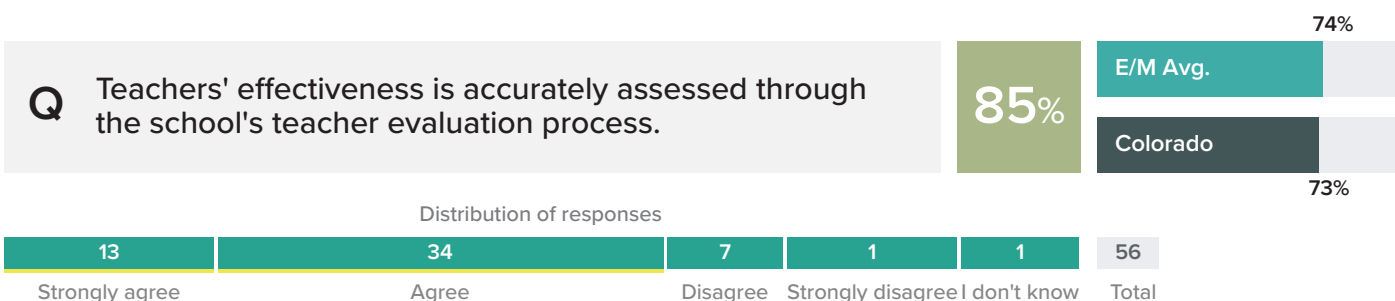 74%
Q
Teachers' effectiveness is accurately assessed through
the school's teacher evaluation process.
85%
E/M Avg.
Colorado
73%
Distribution of responses
13 34 7 1 1 56
Strongly agree Agree Disagree Strongly disagree I don't know Total